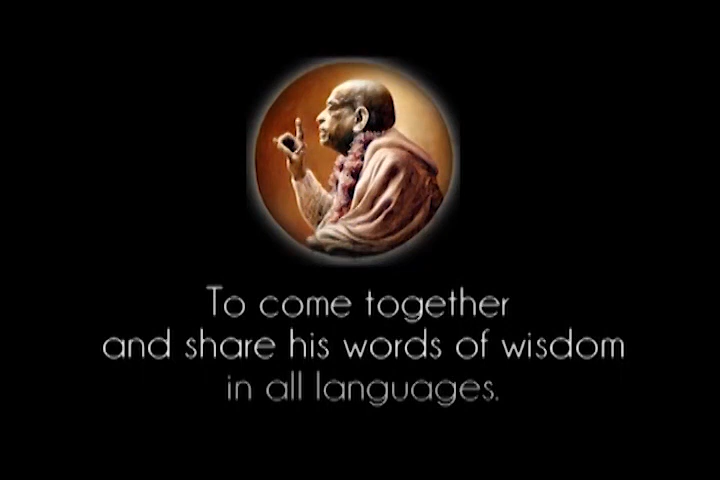 To come together
and share his words of wisdom
in all languages.